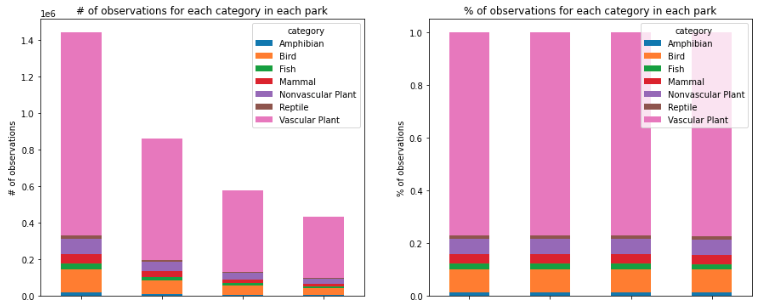 # of observations for each category in each park
1e6
1.4
1.2
1.0
0.8
0.6
0.4
0.2
0.0
# of observations
category
Amphibian
Bird
Fish
Mammal
Nonvascular Plant
Reptile
Vascular Plant
% of observations for each category in each park
1.0
0.8
0.6
0.4
0.2
0.0
% of observations
category
Amphibian
Bird
Fish
Mammal
Nonvascular Plant
Reptile
Vascular Plant